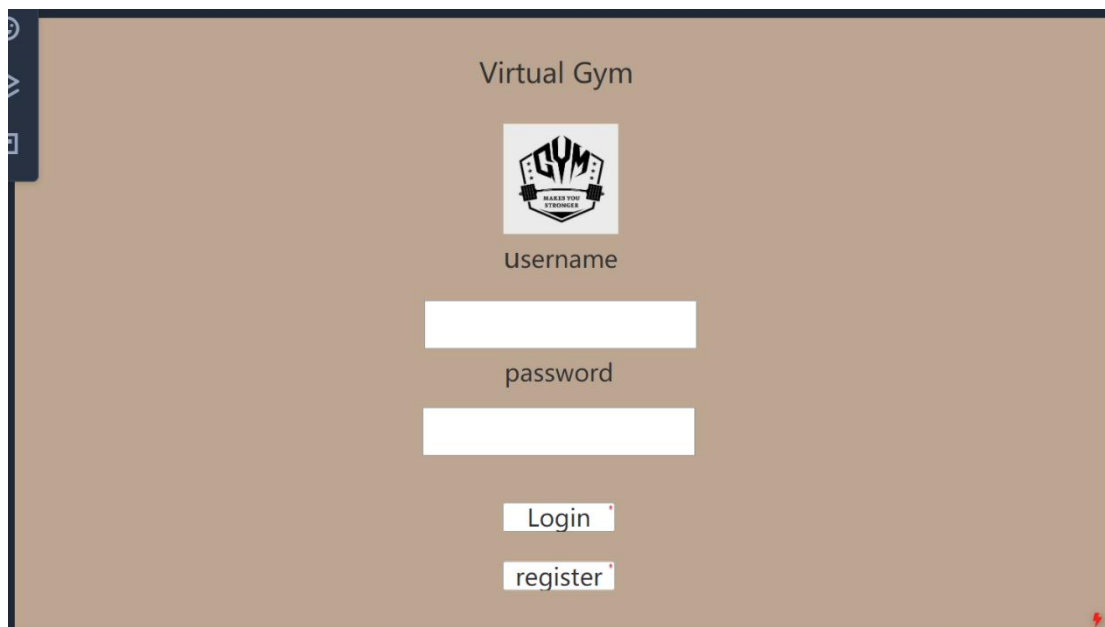 Virtual Gym
GYM
MAKES YOU
STRONGER
username
password
Login
register